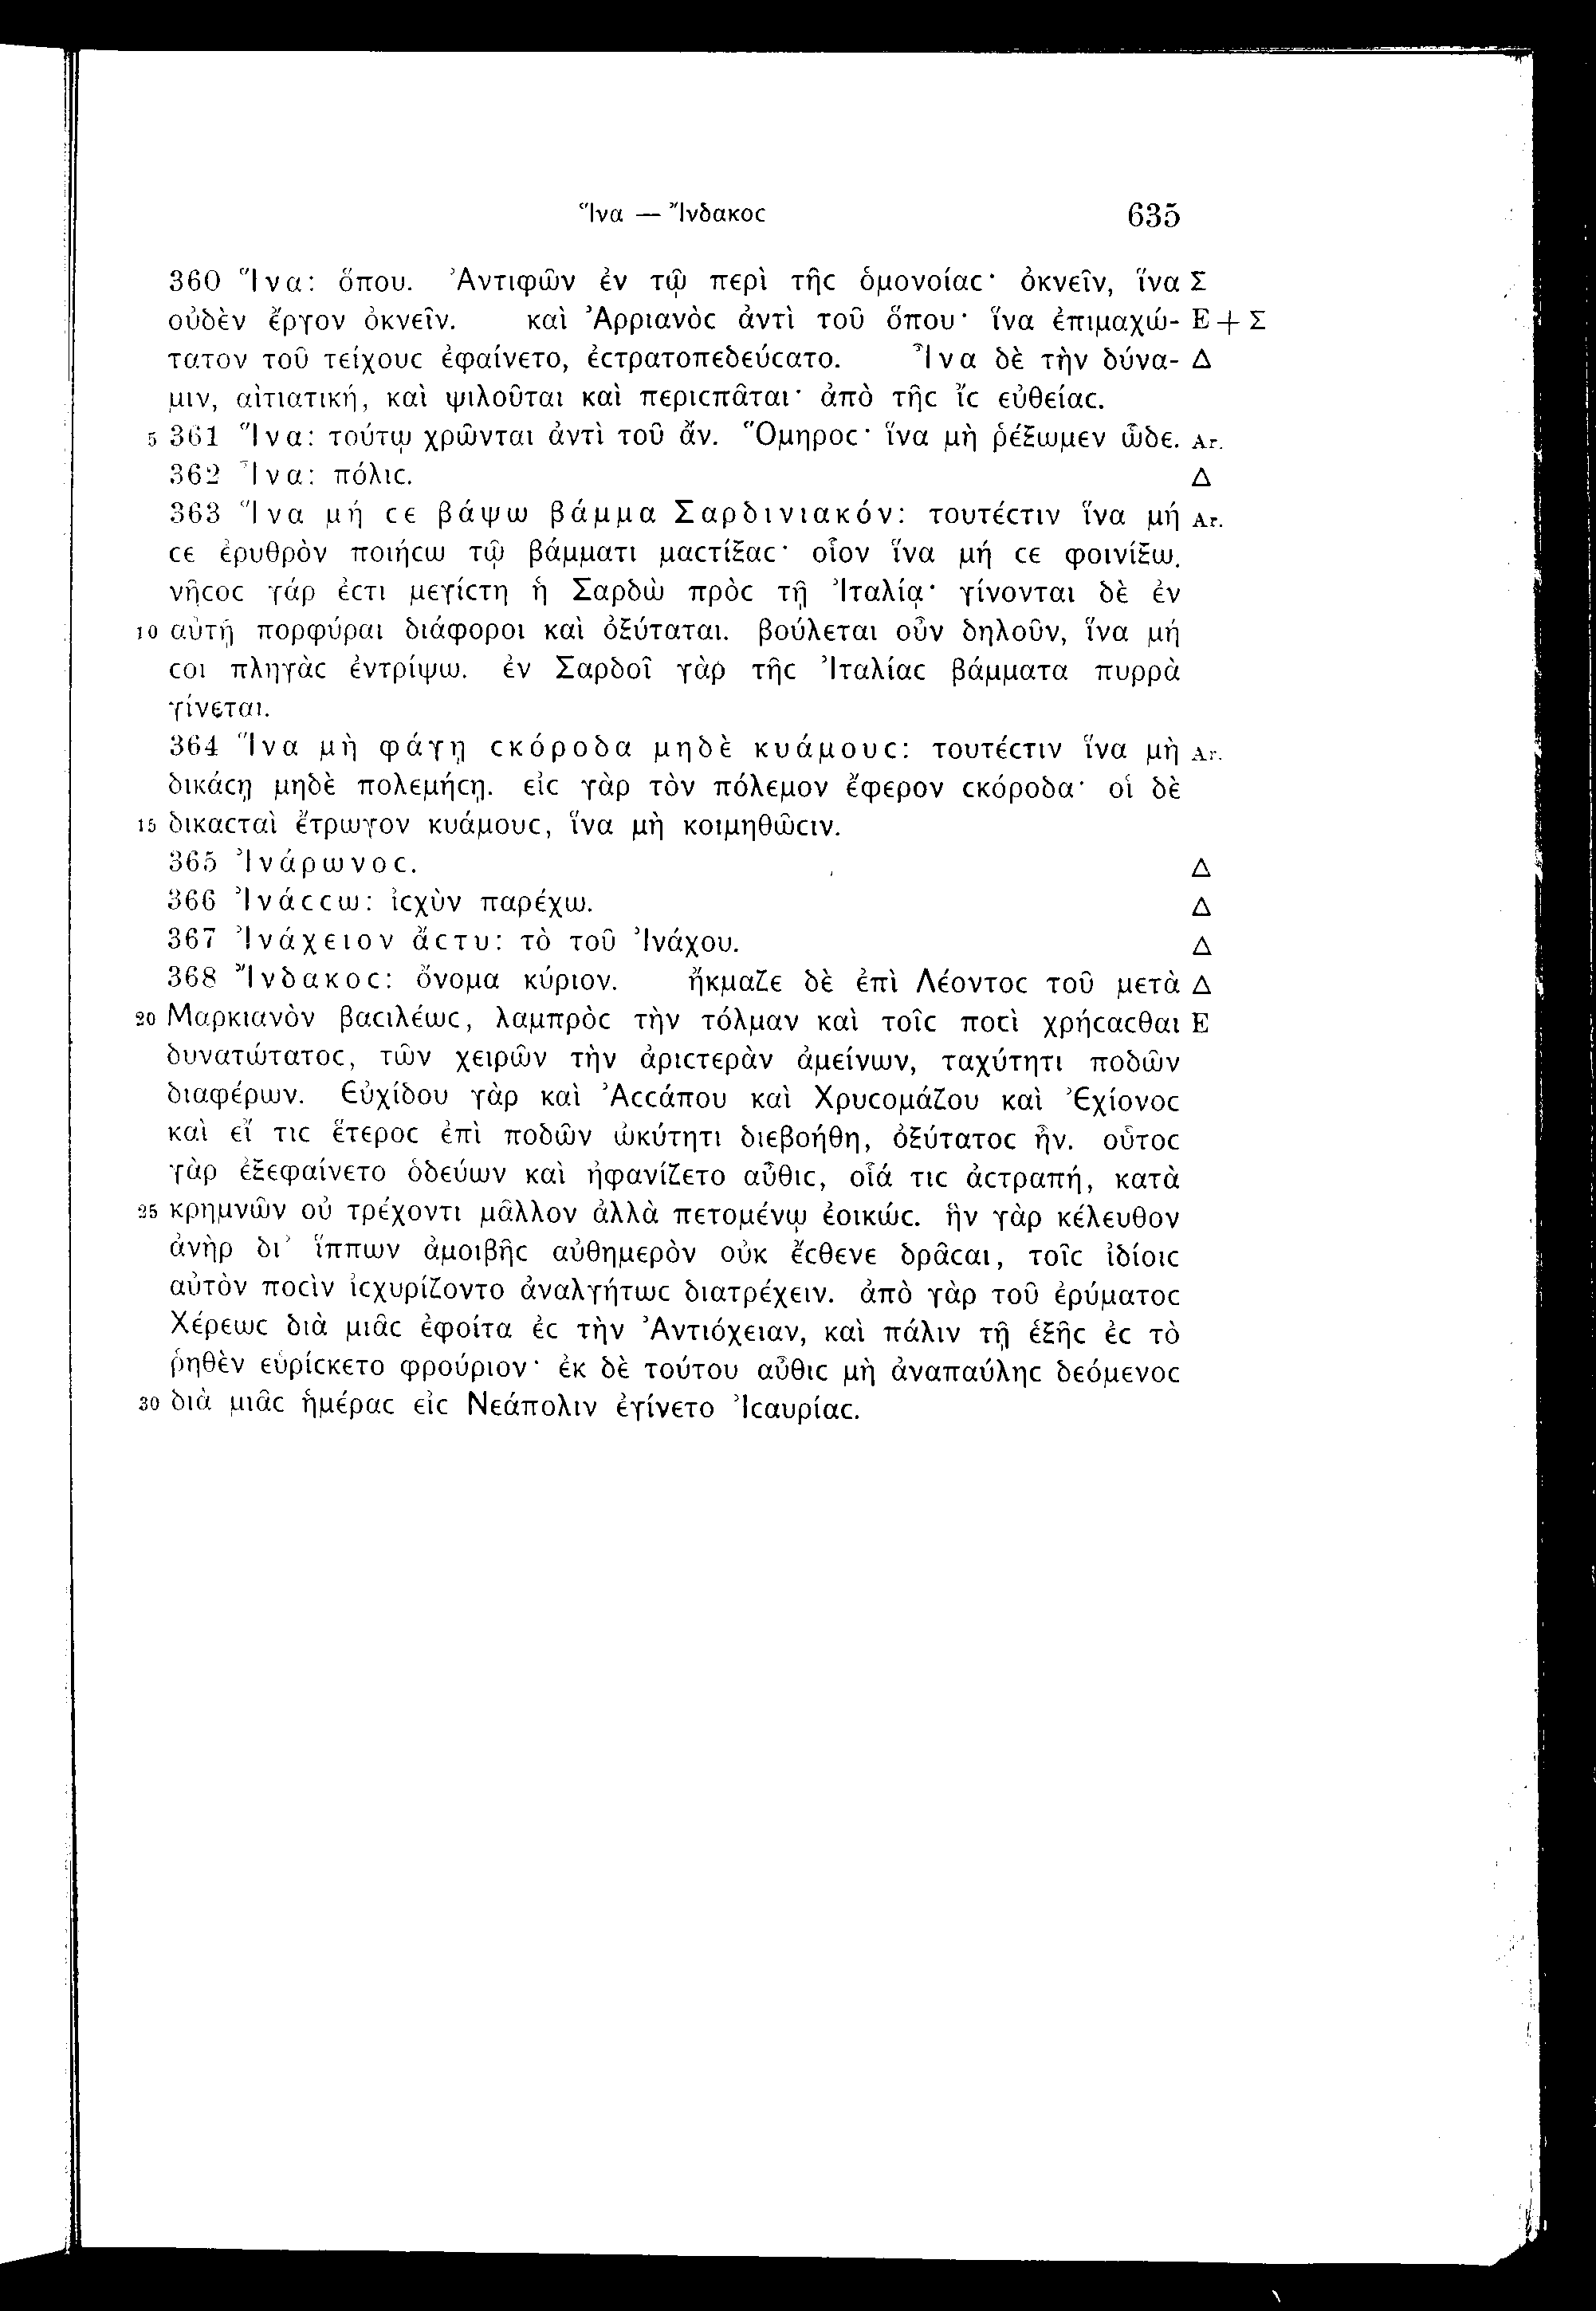 Ἵνα — Ἴνδακος 635
360 Ἵνα: ὅπου. Ἀντιφῶν ἐν τῷ περὶ τῆϲ ὁμονοίαϲ· ὀκνεῖν, ἵνα Σ
οὐδὲν ἔργον ὀκνεῖν. καὶ Ἀρριανὸϲ ἀντὶ τοῦ ὅπου· ἵνα ἐπιμαχώ- Ε + Σ
τατον τοῦ τείχουϲ ἐφαίνετο, ἐϲτρατοπεδεύϲατο. Ἶνα δὲ τὴν δύνα- Δ
μιν, αἰτιατική, καὶ ψιλοῦται καὶ περιϲπᾶται· ἀπὸ τῆϲ ἴϲ εὐθείαϲ.
5 361 Ἵνα: τούτῳ χρῶνται ἀντὶ τοῦ ἄν. Ὅμηροϲ· ἵνα μὴ ῥέξωμεν ὧδε. Ar.
362 Ἶνα: πόλιϲ. Δ
363 Ἵνα μή ϲε βάψω βάμμα Σαρδινιακόν: τουτέϲτιν ἵνα μή Ar.
ϲε ἐρυθρὸν ποιήϲω τῷ βάμματι μαϲτίξαϲ· οἷον ἵνα μή ϲε φοινίξω.
νῆϲοϲ γάρ ἐϲτι μεγίϲτη ἡ Σαρδὼ πρὸϲ τῇ Ἰταλίᾳ· γίνονται δὲ ἐν
10 αὐτῇ πορφύραι διάφοροι καὶ ὀξύταται. βούλεται οὖν δηλοῦν, ἵνα μή
ϲοι πληγὰϲ ἐντρίψω. ἐν Σαρδοῖ γὰρ τῆϲ Ἰταλίαϲ βάμματα πυρρὰ
γίνεται.
364 Ἵνα μὴ φάγῃ ϲκόροδα μηδὲ κυάμουϲ: τουτέϲτιν ἵνα μὴ Ar.
δικάϲῃ μηδὲ πολεμήϲῃ. εἰϲ γὰρ τὸν πόλεμον ἔφερον ϲκόροδα· οἱ δὲ
15 δικαϲταὶ ἔτρωγον κυάμουϲ, ἵνα μὴ κοιμηθῶϲιν.
365 Ἰνάρωνοϲ. Δ
366 Ἰνάϲϲω: ἰϲχὺν παρέχω. Δ
367 Ἰνάχειον ἄϲτυ: τὸ τοῦ Ἰνάχου. Δ
368 Ἴνδακοϲ: ὄνομα κύριον. ἤκμαζε δὲ ἐπὶ Λέοντοϲ τοῦ μετὰ Δ
20 Μαρκιανὸν βαϲιλέωϲ, λαμπρὸϲ τὴν τόλμαν καὶ τοῖϲ ποϲὶ χρήϲαϲθαι Ε
δυνατώτατοϲ, τῶν χειρῶν τὴν ἀριϲτερὰν ἀμείνων, ταχύτητι ποδῶν
διαφέρων. Εὐχίδου γὰρ καὶ Ἀϲϲάπου καὶ Χρυϲομάζου καὶ Ἐχίονοϲ
καὶ εἴ τιϲ ἕτεροϲ ἐπὶ ποδῶν ὠκύτητι διεβοήθη, ὀξύτατοϲ ἦν. οὗτοϲ
γὰρ ἐξεφαίνετο ὁδεύων καὶ ἠφανίζετο αὖθιϲ, οἷά τιϲ ἀϲτραπή, κατὰ
25 κρημνῶν οὐ τρέχοντι μᾶλλον ἀλλὰ πετομένῳ ἐοικώϲ. ἣν γὰρ κέλευθον
ἀνὴρ δι’ ἵππων ἀμοιβῆϲ αὐθημερὸν οὐκ ἔϲθενε δρᾶϲαι, τοῖϲ ἰδίοιϲ
αὐτὸν ποϲὶν ἰϲχυρίζοντο ἀναλγήτωϲ διατρέχειν. ἀπὸ γὰρ τοῦ ἐρύματοϲ
Χέρεωϲ διὰ μιᾶϲ ἐφοίτα ἐϲ τὴν Ἀντιόχειαν, καὶ πάλιν τῇ ἑξῆϲ ἐϲ τὸ
ῥηθὲν εὑρίϲκετο φρούριον· ἐκ δὲ τούτου αὖθιϲ μὴ ἀναπαύληϲ δεόμενοϲ
30 διὰ μιᾶϲ ἡμέραϲ εἰϲ Νεάπολιν ἐγίνετο Ἰϲαυρίαϲ.